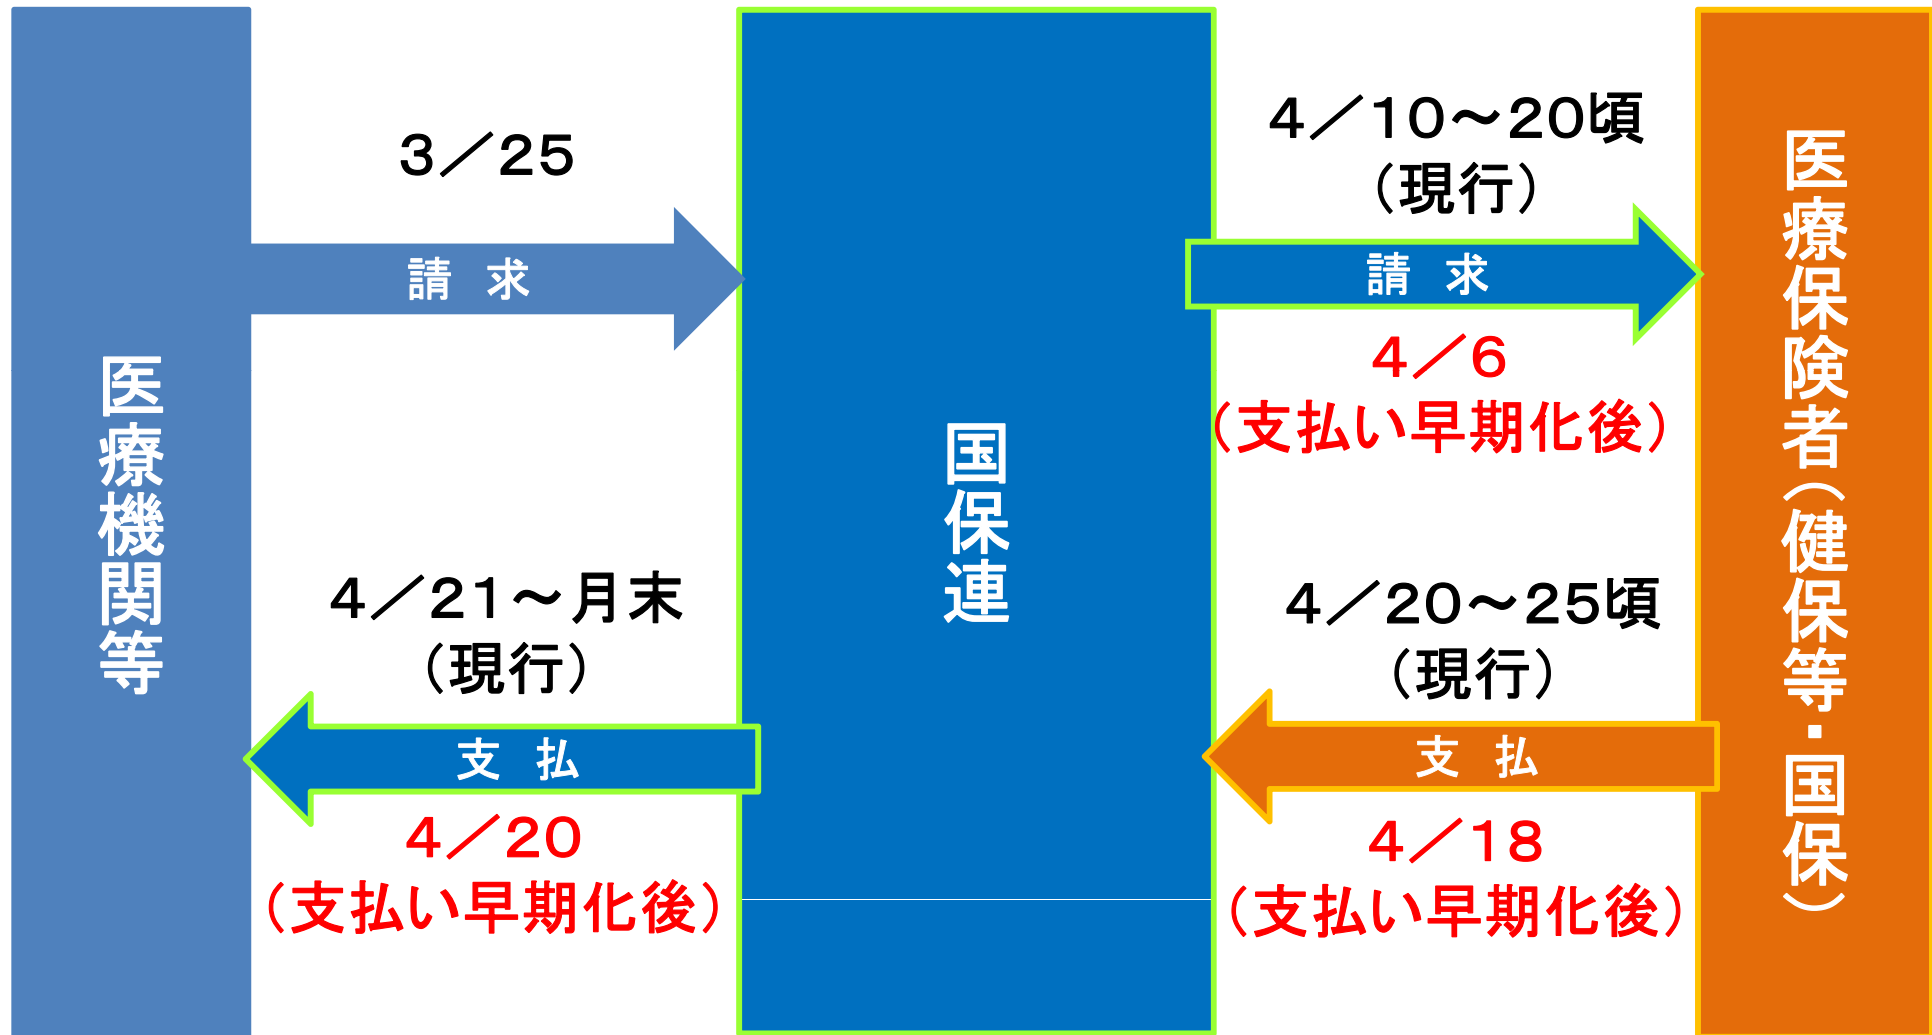 医療機関等
3／25
請　求
4／21～月末
（現行）
支　払
4／20
（支払い早期化後）
国保連
4／10～20頃
（現行）
請　求
4／6
（支払い早期化後）
4／20～25頃
（現行）
支　払
4／18
（支払い早期化後）
医療保険者（健保等・国保）